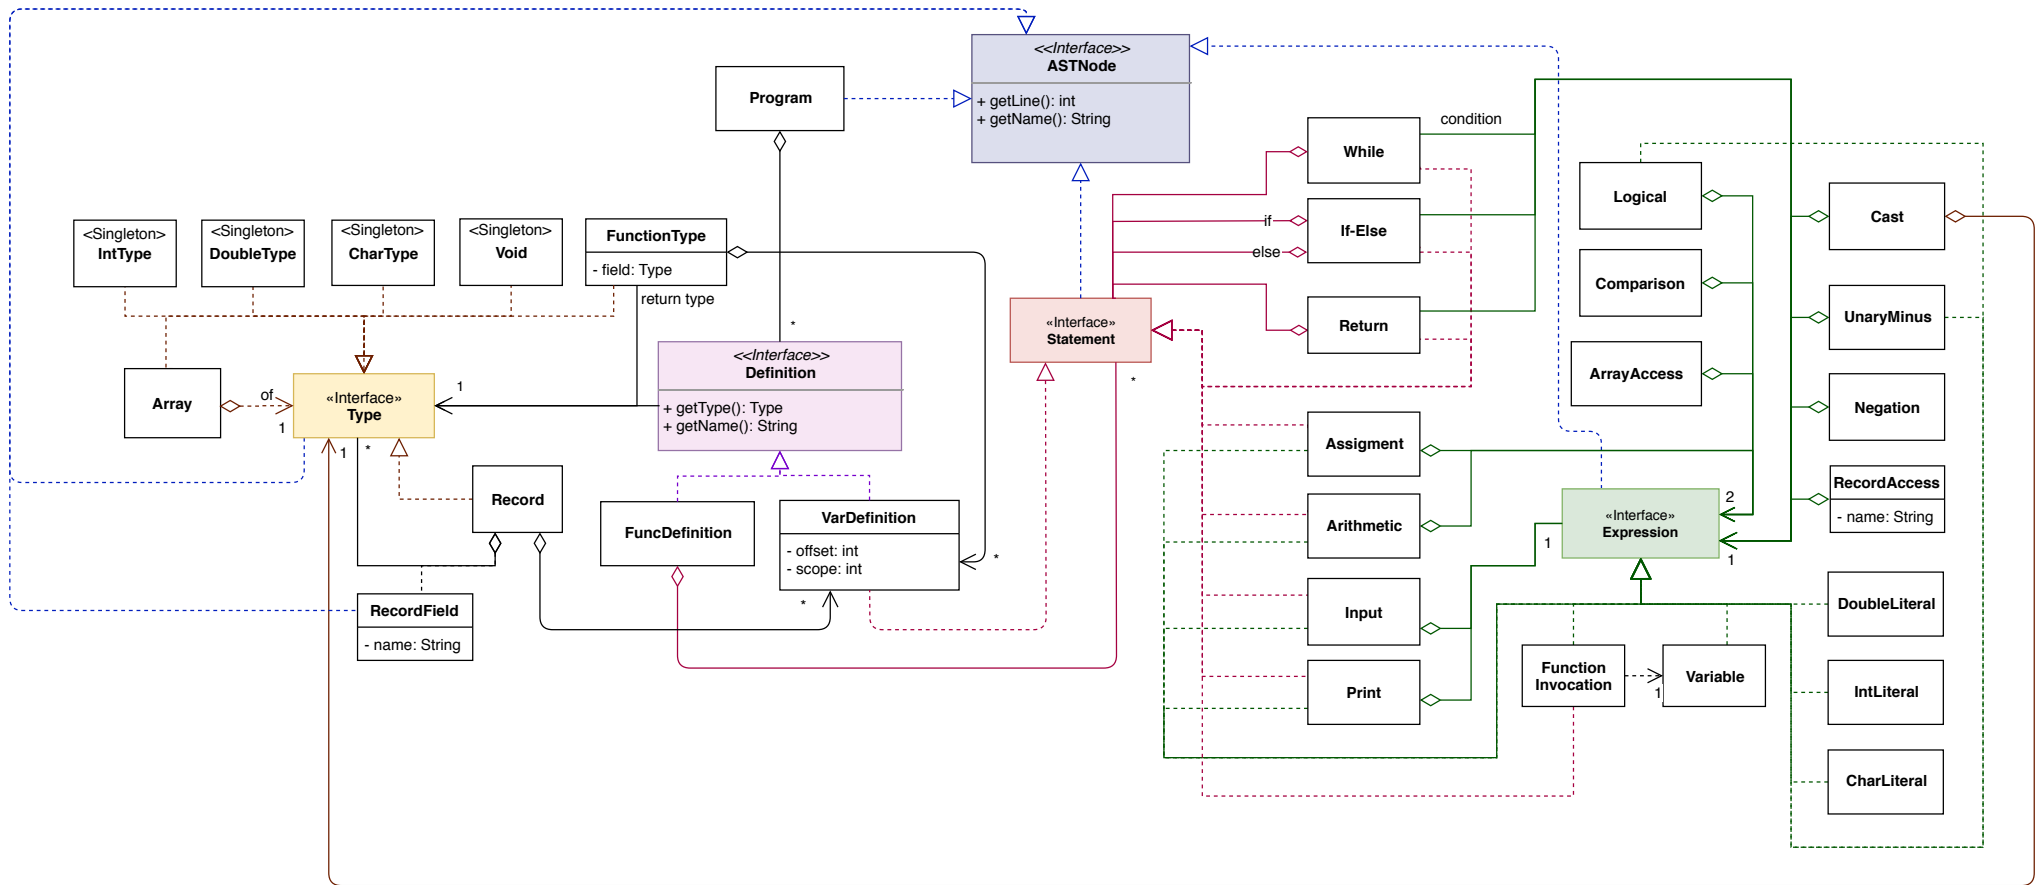 <<Interface>>
ASTNode
+ getLine(): int
+ getName(): String
Program
condition
While
Logical
Cast
if
If-Else
else
<Singleton>
IntType
<Singleton>
DoubleType
<Singleton>
CharType
<Singleton>
Void
FunctionType
- field: Type
return type
Comparison
UnaryMinus
Return
*
«Interface»
Statement
*
<<Interface>>
Definition
+ getType(): Type
+ getName(): String
ArrayAccess
Negation
Array
of
1
«Interface»
Type
1
1
*
Assigment
Record
FuncDefinition
VarDefinition
- offset: int
- scope: int
*
*
Arithmetic
RecordAccess
- name: String
2
«Interface»
Expression
1
1
RecordField
- name: String
Input
DoubleLiteral
Print
Function
Invocation
1
Variable
IntLiteral
CharLiteral